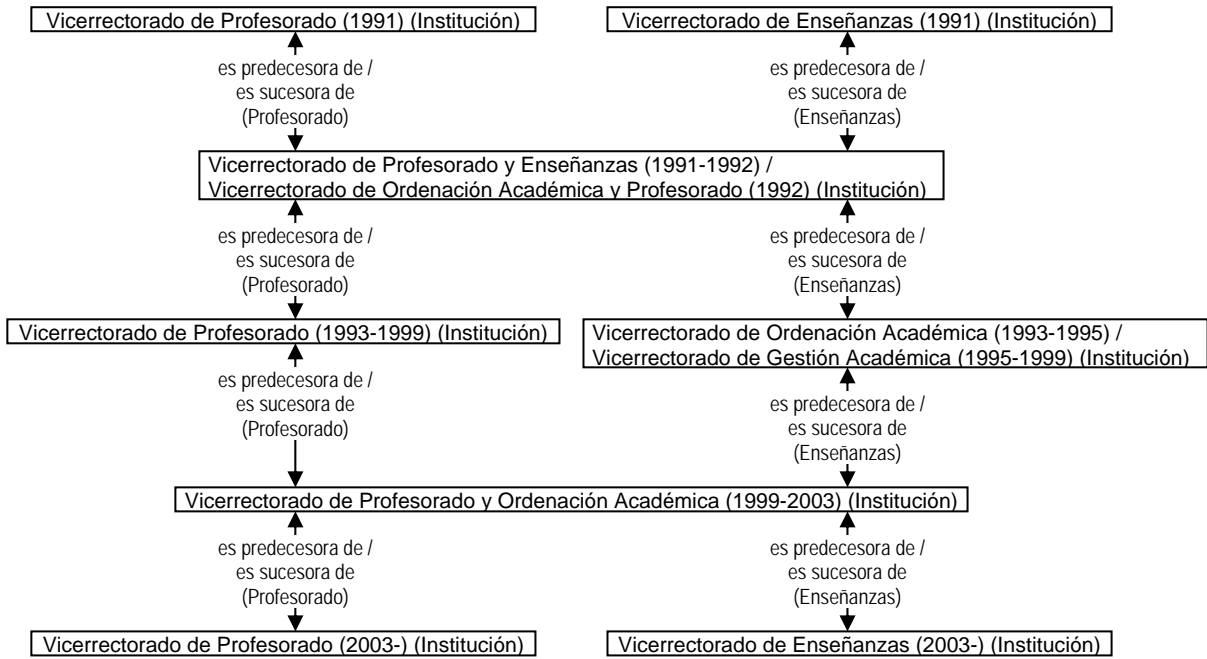 Vicerrectorado de Profesorado (1991) (Institución)
Vicerrectorado de Enseñanzas (1991) (Institución)
es predecesora de /
es sucesora de
(Profesorado)
es predecesora de /
es sucesora de
(Enseñanzas)
Vicerrectorado de Profesorado y Enseñanzas (1991-1992) /
Vicerrectorado de Ordenación Académica y Profesorado (1992) (Institución)
es predecesora de /
es sucesora de
(Profesorado)
es predecesora de /
es sucesora de
(Enseñanzas)
Vicerrectorado de Profesorado (1993-1999) (Institución)
Vicerrectorado de Ordenación Académica (1993-1995) /
Vicerrectorado de Gestión Académica (1995-1999) (Institución)
es predecesora de /
es sucesora de
(Profesorado)
es predecesora de /
es sucesora de
(Enseñanzas)
Vicerrectorado de Profesorado y Ordenación Académica (1999-2003) (Institución)
es predecesora de /
es sucesora de
(Profesorado)
es predecesora de /
es sucesora de
(Enseñanzas)
Vicerrectorado de Profesorado (2003-) (Institución)
Vicerrectorado de Enseñanzas (2003-) (Institución)